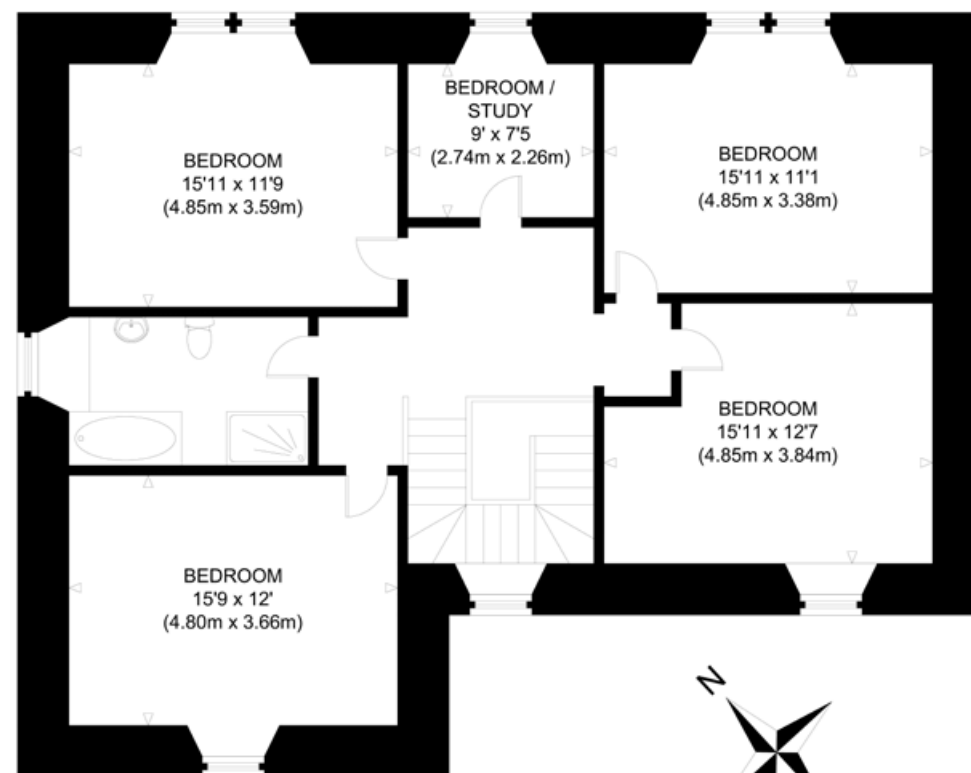 BEDROOM /
STUDY
9' x 7'5
(2.74m x 2.26m)
BEDROOM
15'11 x 11'9
(4.85m x 3.59m)
BEDROOM
15'11 x 11'1
(4.85m x 3.38m)
BEDROOM
15'11 x 12'7
(4.85m x 3.84m)
BEDROOM
15'9 x 12'
(4.80m x 3.66m)
N